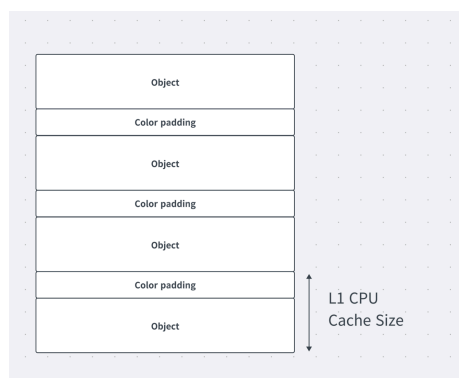 Object
Color padding
Object
Color padding
Object
Color padding
Object
L1 CPU
Cache Size